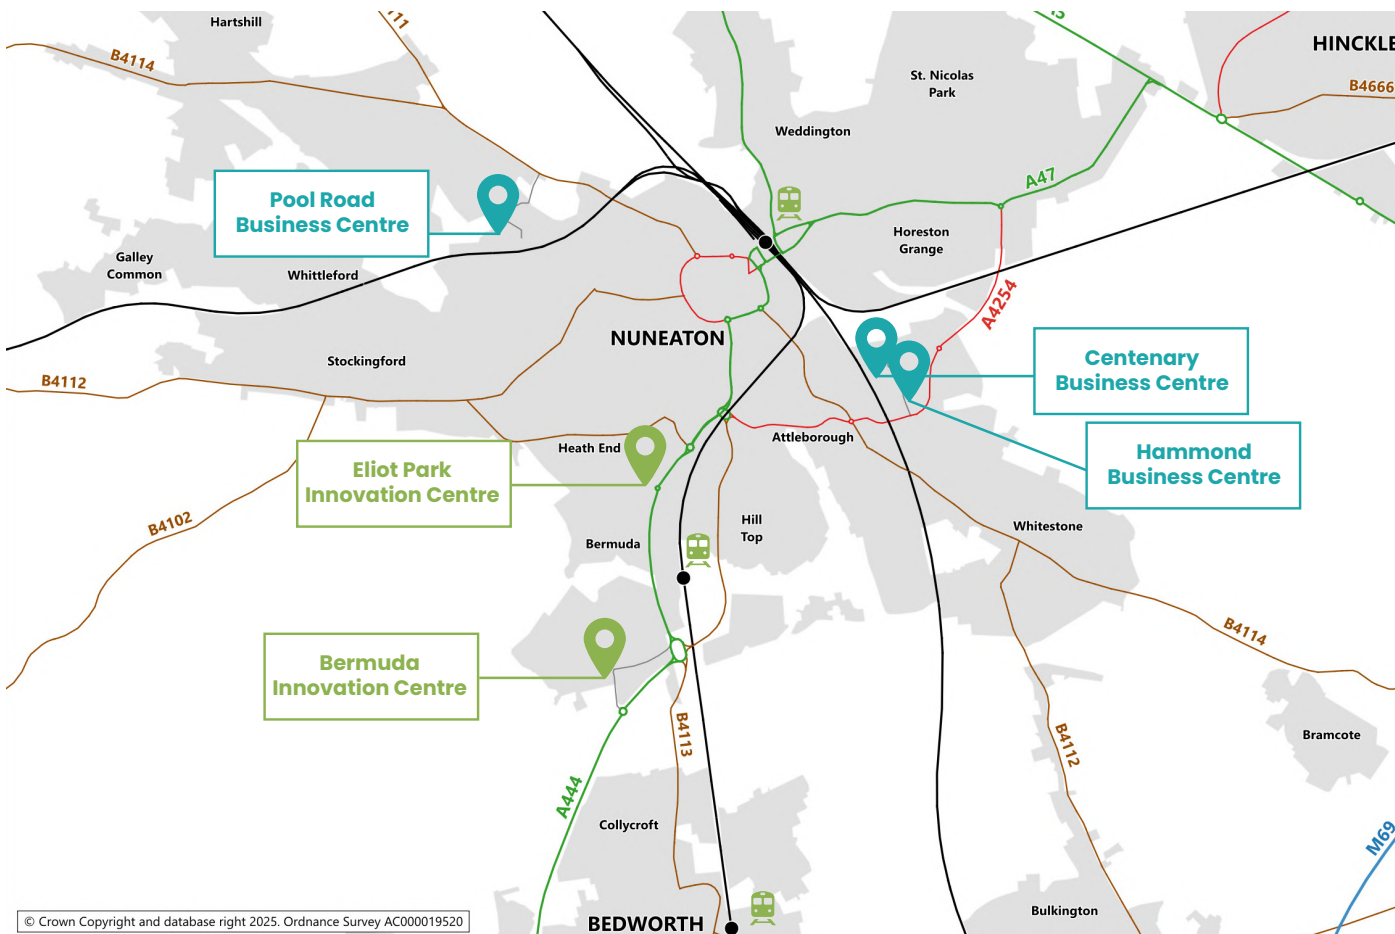 Hartshill
111
B4114
St. Nicolas
Park
HINCKLE
B4666
Weddington
A47
Pool Road
Business Centre
Horeston
Grange
Galley
Common
Whittleford
A4254
NUNEATON
Stockingford
B4112
Centenary
Business Centre
Attleborough
Heath End
Hammond
Business Centre
Eliot Park
Innovation Centre
B4102
Hill
Top
Whitestone
Bermuda
B4114
Bermuda
Innovation Centre
B4113
B4112
Bramcote
A444
Collycroft
M69
Bulkington
BEDWORTH
© Crown Copyright and database right 2025. Ordnance Survey AC000019520